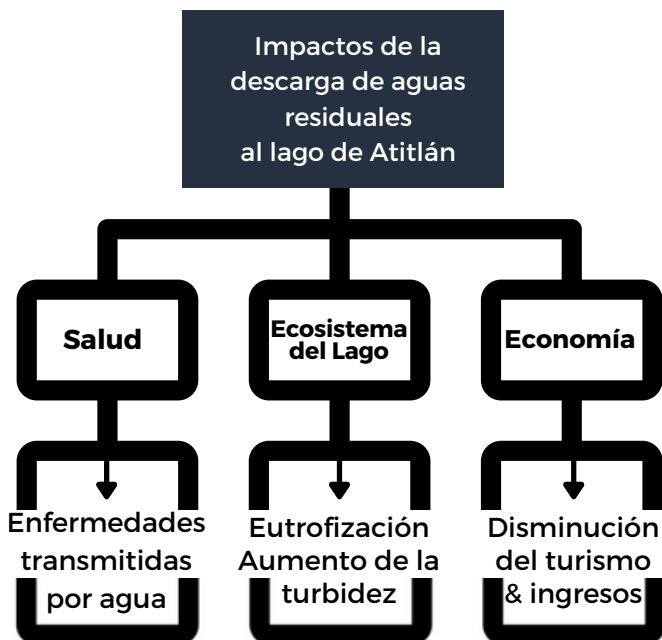 Impactos de la
descarga de aguas
residuales
al lago de Atitlán
Salud
Ecosistema
del Lago
Economía
Enfermedades
transmitidas
por agua
Eutrofización
Aumento de la
turbidez
Disminución
del turismo
& ingresos